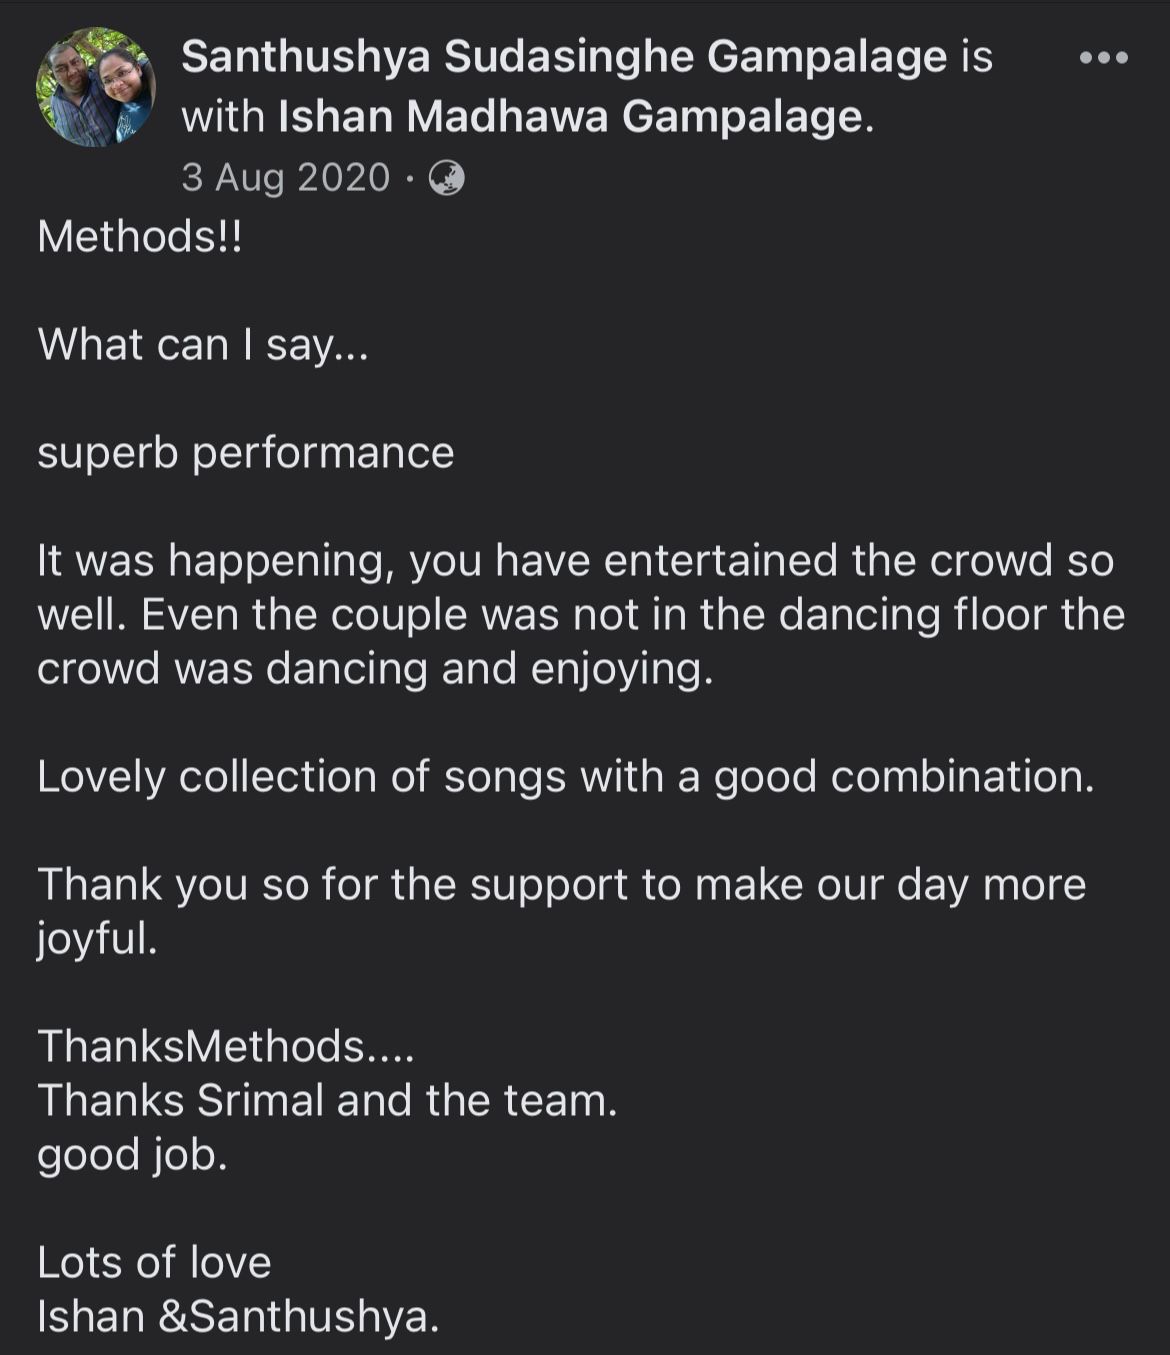 Santhushya Sudasinghe Gampalage is
with Ishan Madhawa Gampalage.
3 Aug 2020 ·
Methods!!
What can I say...
superb performance
It was happening, you have entertained the crowd so
well. Even the couple was not in the dancing floor the
crowd was dancing and enjoying.
Lovely collection of songs with a good combination.
Thank you so for the support to make our day more
joyful.
ThanksMethods....
Thanks Srimal and the team.
good job.
Lots of love
Ishan &Santhushya.